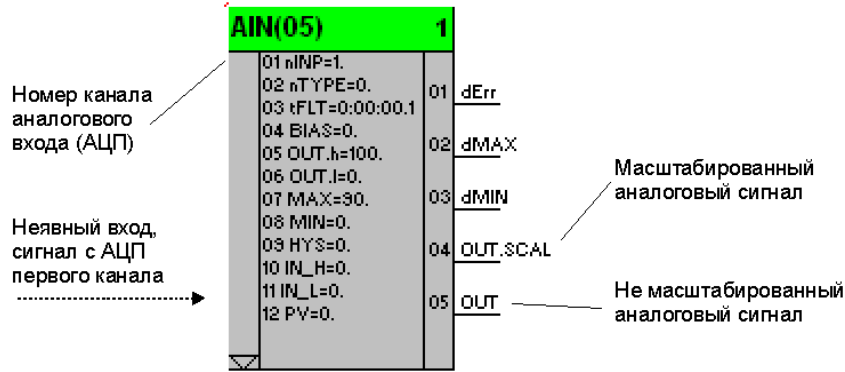 AIN(05) 1
Номер канала
аналогового
входа (АЦП)
Неявный вход,
сигнал с АЦП
первого канала
01 nINP=1.
02 nTYPE=0.
03 tFLT=0:00:00.1
04 BIAS=0.
05 OUT.h=100.
06 OUT.l=0.
07 MAX=90.
08 MIN=0.
09 HYS=0.
10 IN_H=0.
11 IN_L=0.
12 PV=0.
01 dErr
02 dMAX
03 dMIN
04 OUT.SCAL
05 OUT
Масштабированный
аналоговый сигнал
Не масштабированный
аналоговый сигнал